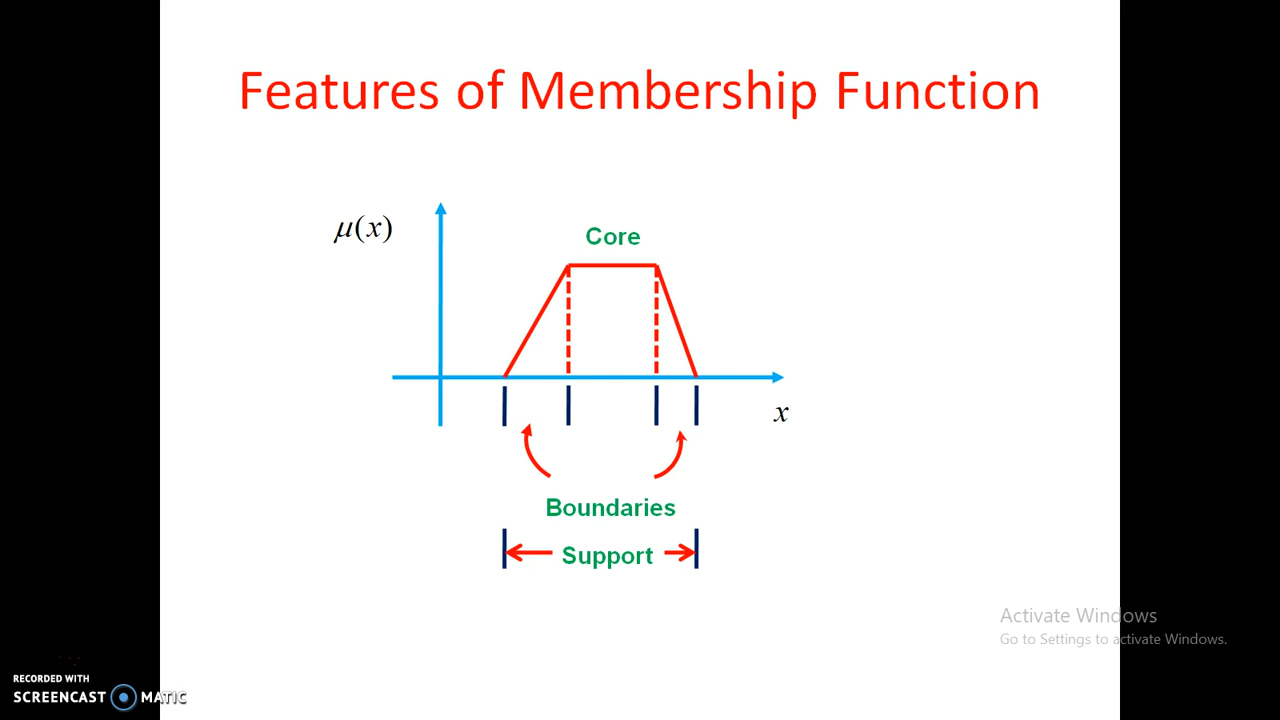 Features of Membership Function
μ(x)
Core
x
Boundaries
Support
Activate Windows
Go to Settings to activate Windows.
RECORDED WITH
SCREENCAST MATIC